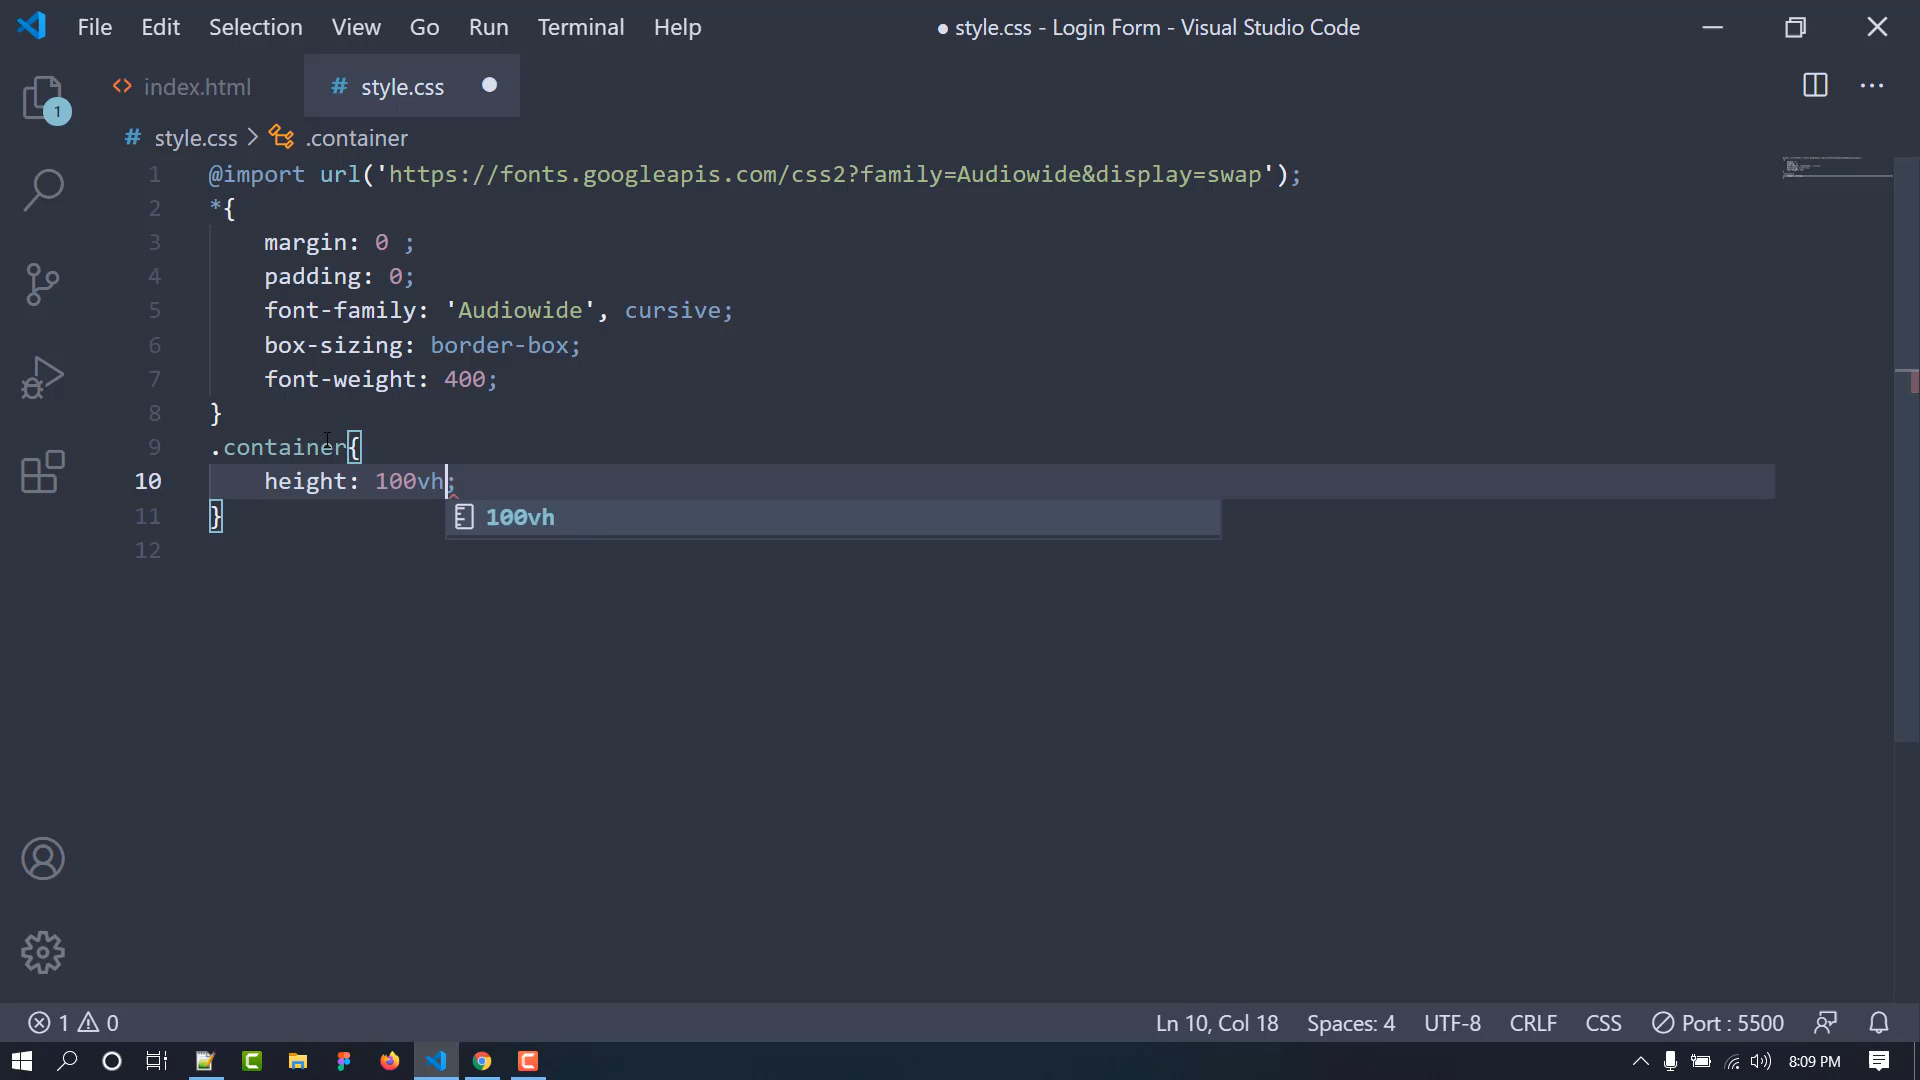 File Edit Selection View Go Run Terminal Help
● style.css - Login Form - Visual Studio Code
1
<> index.html
# style.css ●
# style.css > .container
1 @import url('https://fonts.googleapis.com/css2?family=Audiowide&display=swap');
2 *{
3 margin: 0 ;
4 padding: 0;
5 font-family: 'Audiowide', cursive;
6 box-sizing: border-box;
7 font-weight: 400;
8 }
9 .container{
10 height: 100vh;
100vh
11 }
12
1 0
Ln 10, Col 18 Spaces: 4 UTF-8 CRLF CSS Port : 5500
8:09 PM